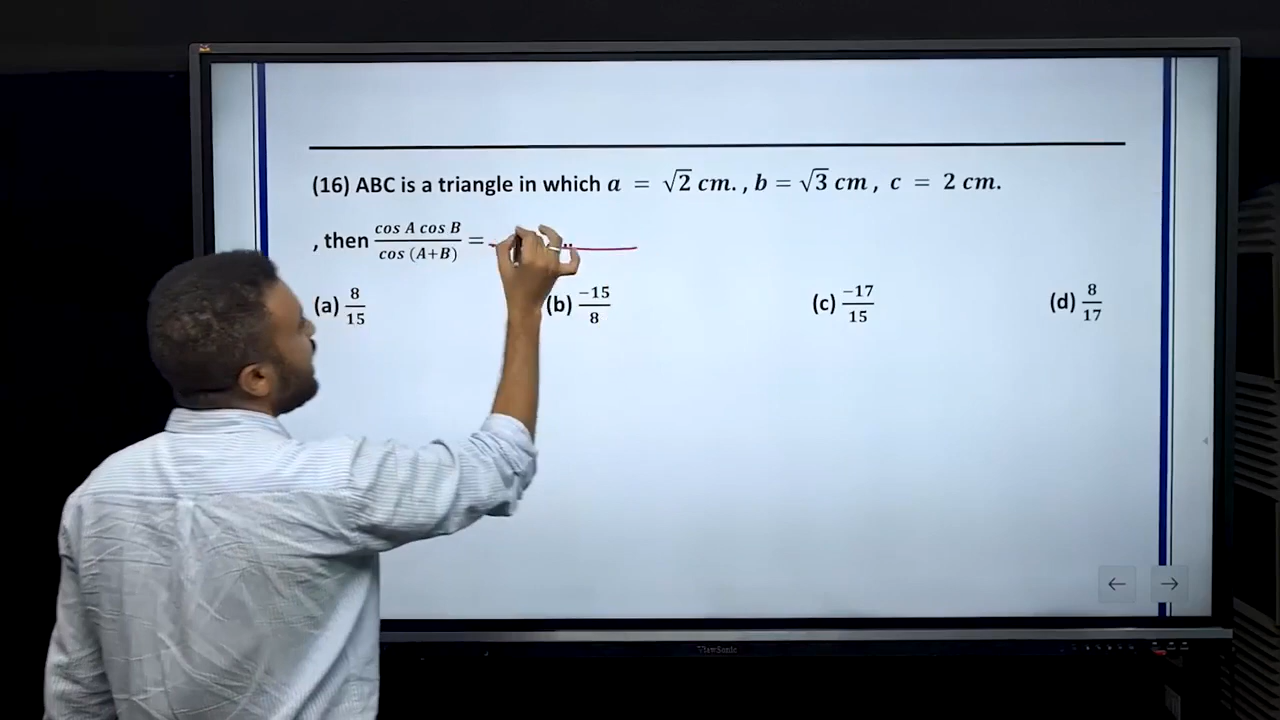 (16) ABC is a triangle in which a = √2 cm. , b = √3 cm , c = 2 cm.
, then cos A cos B / cos (A+B) =
(a) 8/15 (b) −15/8 (c) −17/15 (d) 8/17
ViewSonic